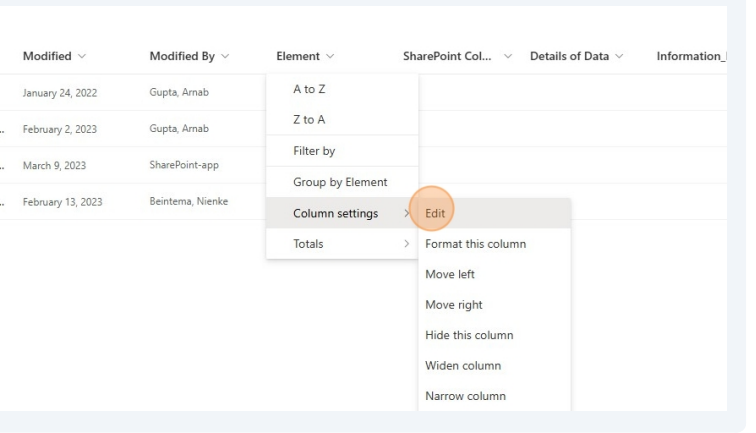 Modified Modified By Element SharePoint Col... Details of Data Information_
January 24, 2022 Gupta, Arnab
... February 2, 2023 Gupta, Arnab
... March 9, 2023 SharePoint-app
... February 13, 2023 Beintema, Nienke
A to Z
Z to A
Filter by
Group by Element
Column settings
Totals
Edit
Format this column
Move left
Move right
Hide this column
Widen column
Narrow column